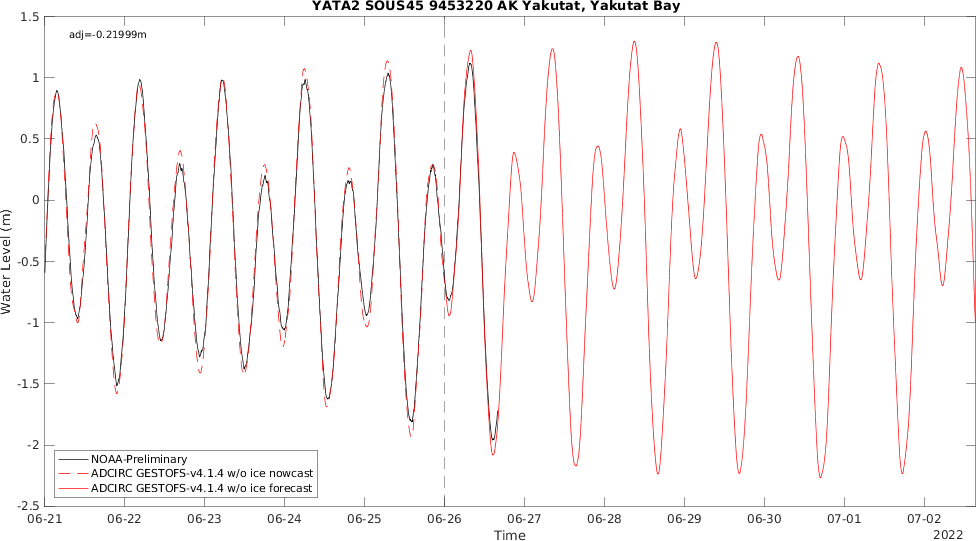 YATA2 SOUS45 9453220 AK Yakutat, Yakutat Bay
adj=-0.21999m
1.5
1
0.5
0
-0.5
-1
-1.5
-2
-2.5
Water Level (m)
NOAA-Preliminary
ADCIRC GESTOFS-v4.1.4 w/o ice nowcast
ADCIRC GESTOFS-v4.1.4 w/o ice forecast
06-21 06-22 06-23 06-24 06-25 06-26 06-27 06-28 06-29 06-30 07-01 07-02
Time
2022